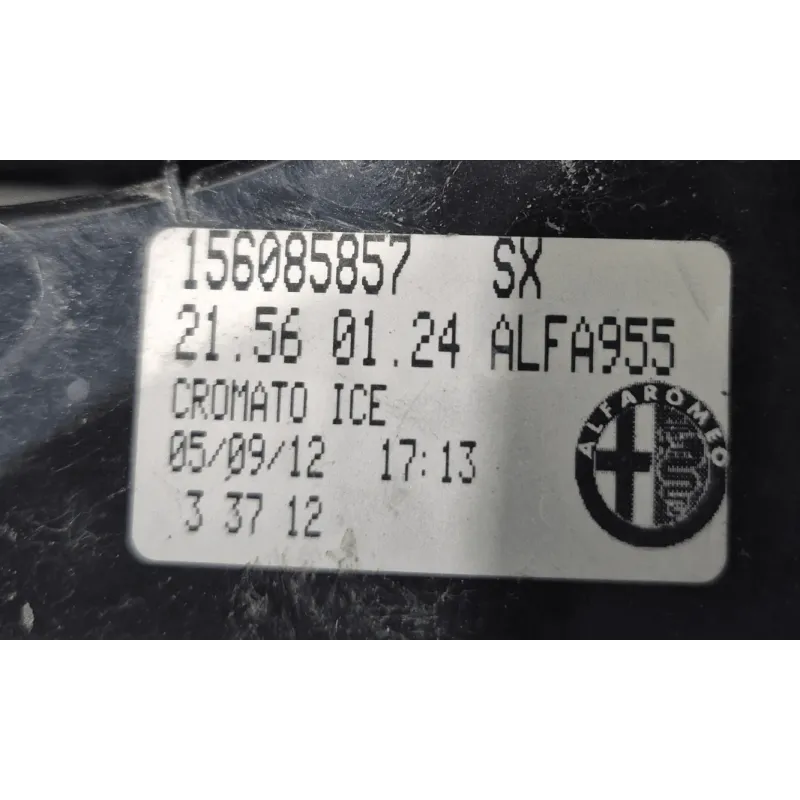 156085857 SX
21.56 01.24 ALFA955
CROMATO ICE
05/09/12 17:13
3 37 12
ALFA ROMEO